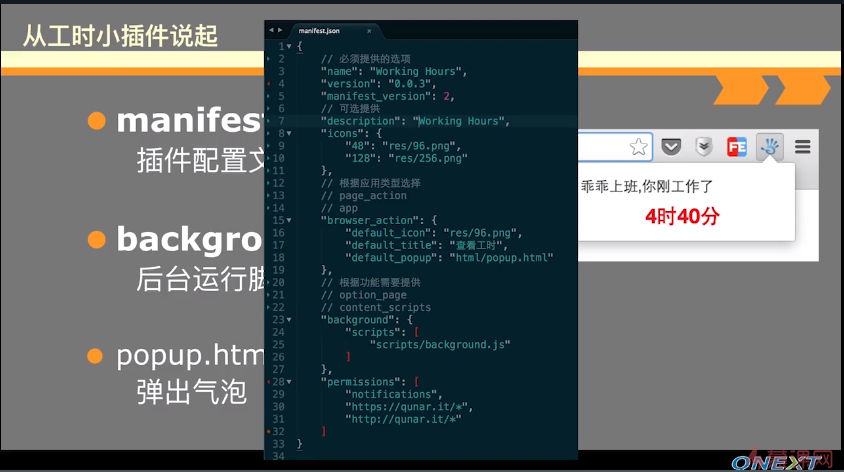 从工时小插件说起
manifest
插件配置文
backgro
后台运行脚
popup.htm
弹出气泡
manifest.json
1 {
2 // 必须提供的选项
3 "name": "Working Hours",
4 "version": "0.0.3",
5 "manifest_version": 2,
6 // 可选提供
7 "description": "Working Hours",
8 "icons": {
9 "48": "res/96.png",
10 "128": "res/256.png"
11 },
12 // 根据应用类型选择
13 // page_action
14 // app
15 "browser_action": {
16 "default_icon": "res/96.png",
17 "default_title": "查看工时",
18 "default_popup": "html/popup.html"
19 },
20 // 根据功能需要提供
21 // option_page
22 // content_scripts
23 "background": {
24 "scripts": [
25 "scripts/background.js"
26 ]
27 },
28 "permissions": [
29 "notifications",
30 "https://qunar.it/*",
31 "http://qunar.it/*"
32 ]
33 }
34
FE
乖乖上班,你刚工作了
4时40分
ONEXT
慕课网